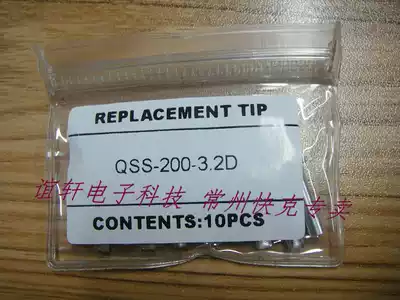 REPLACEMENT TIP
QSS-200-3.2D
谊轩电子科技 常州快克专卖
CONTENTS:10PCS